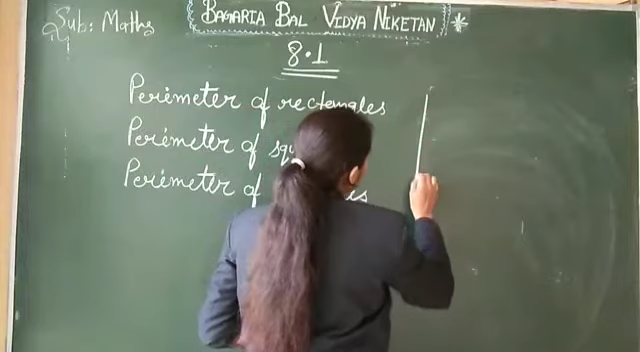 Sub: Maths
BAGARIA BAL VIDYA NIKETAN
8.1
Perimeter of rectangles
Perimeter of
Perimeter of